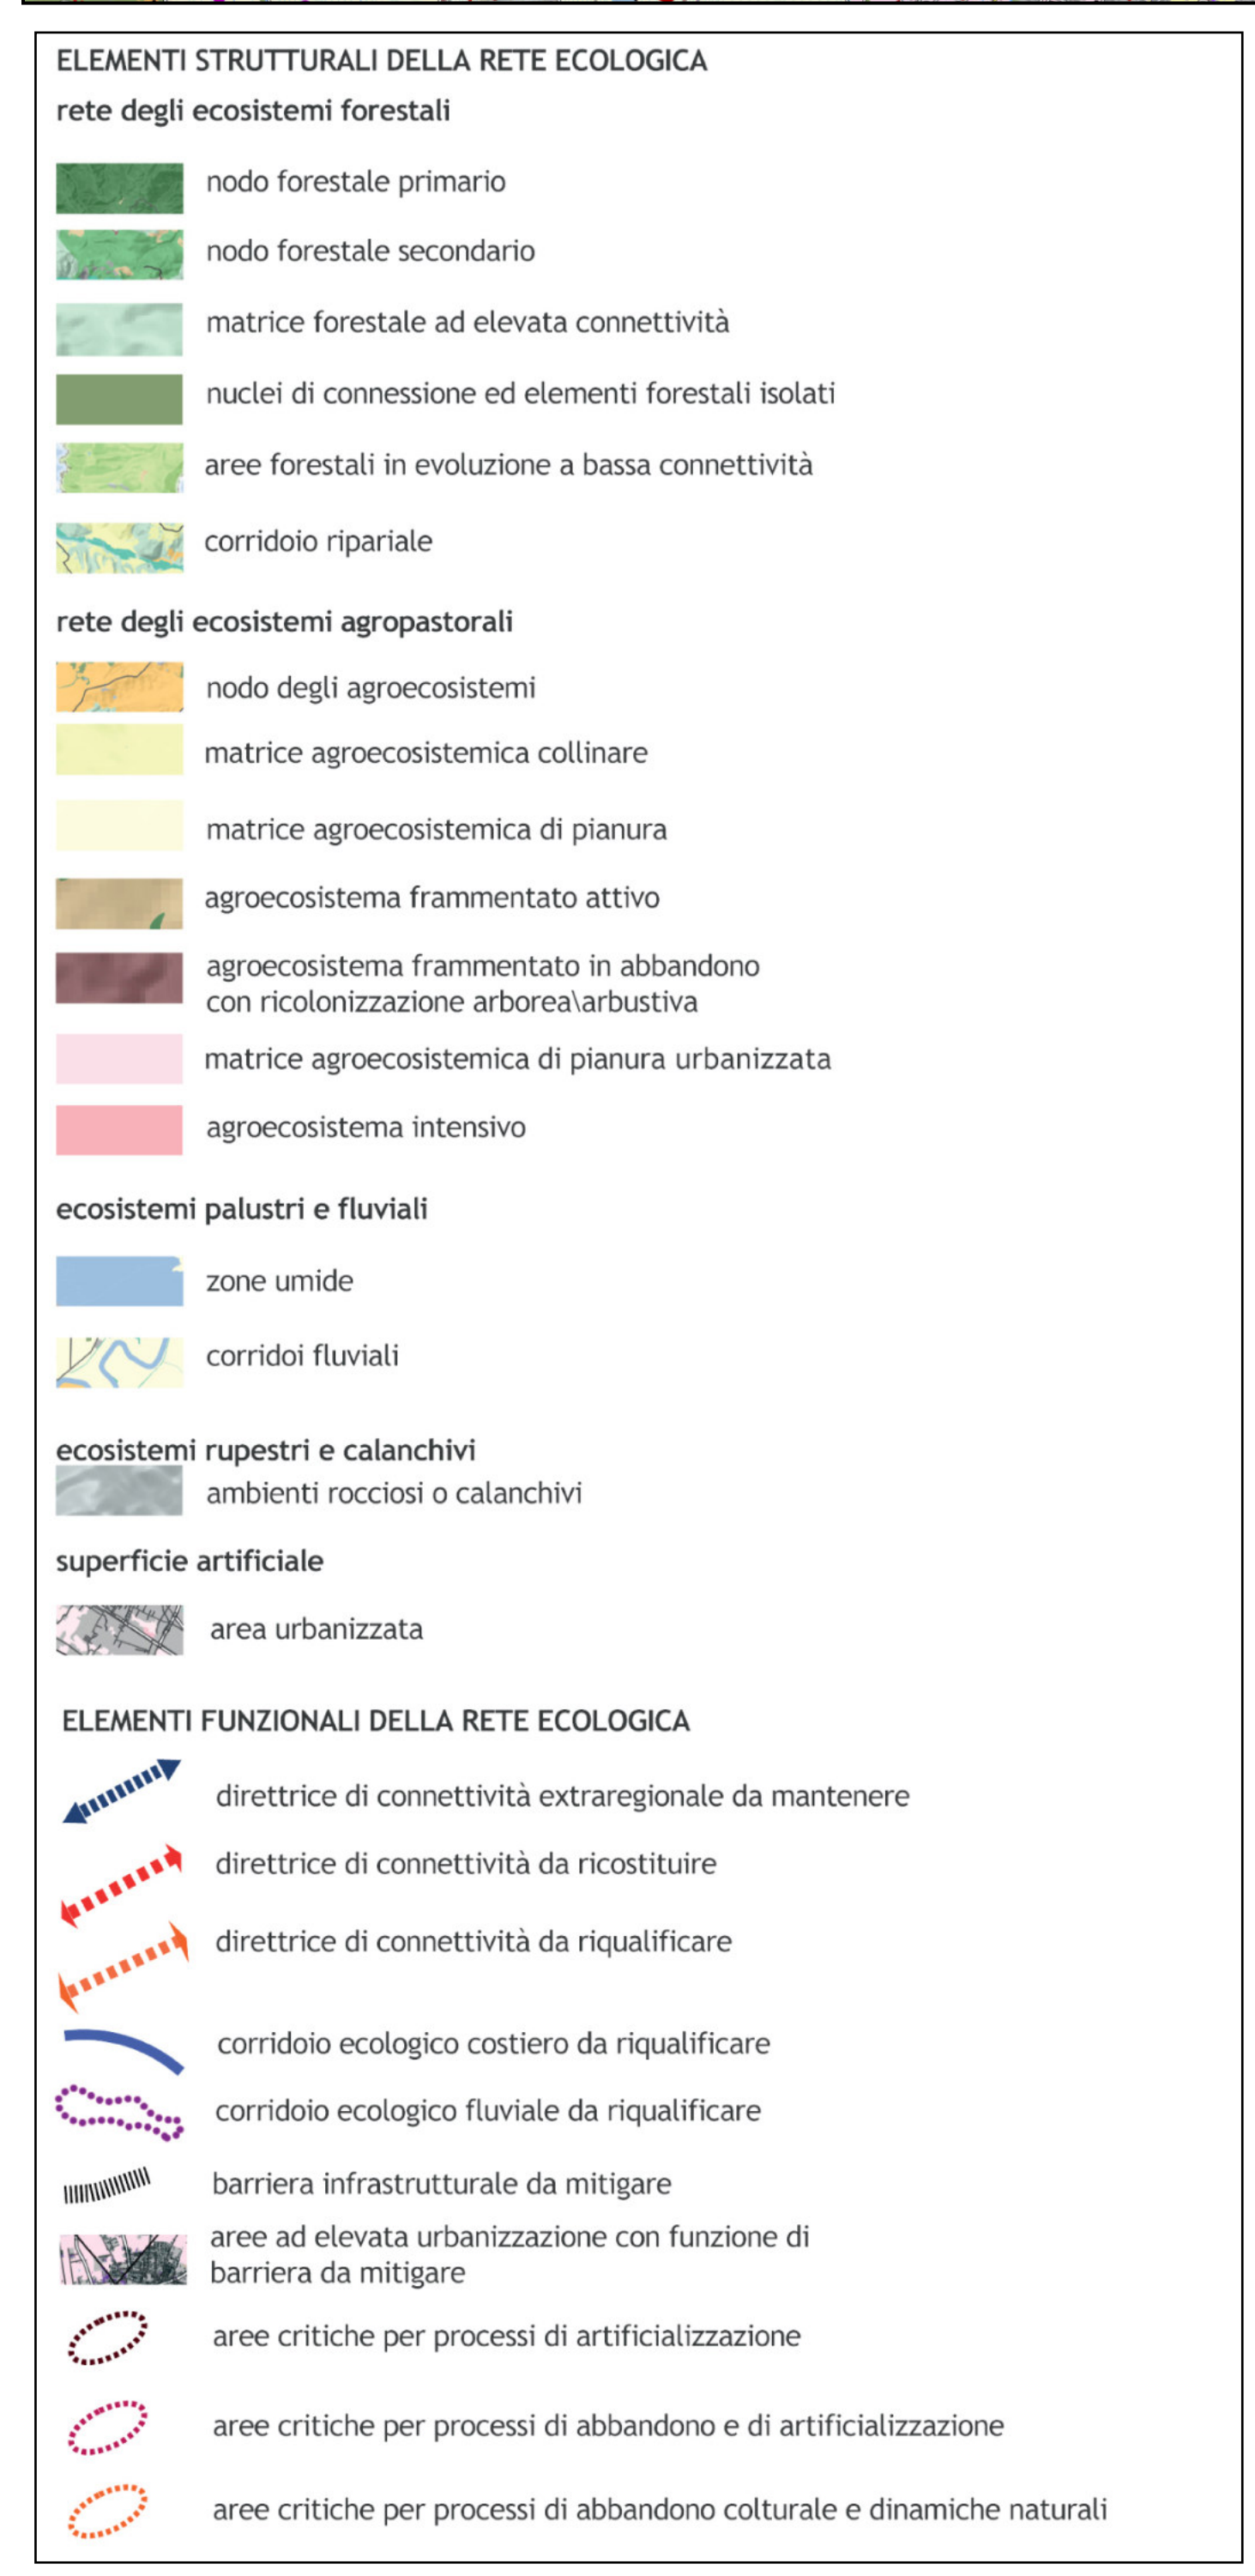 ELEMENTI STRUTTURALI DELLA RETE ECOLOGICA
rete degli ecosistemi forestali
nodo forestale primario
nodo forestale secondario
matrice forestale ad elevata connettività
nuclei di connessione ed elementi forestali isolati
aree forestali in evoluzione a bassa connettività
corridoio ripariale
rete degli ecosistemi agropastorali
nodo degli agroecosistemi
matrice agroecosistemica collinare
matrice agroecosistemica di pianura
agroecosistema frammentato attivo
agroecosistema frammentato in abbandono
con ricolonizzazione arborea\arbustiva
matrice agroecosistemica di pianura urbanizzata
agroecosistema intensivo
ecosistemi palustri e fluviali
zone umide
corridoi fluviali
ecosistemi rupestri e calanchivi
ambienti rocciosi o calanchivi
superficie artificiale
area urbanizzata
ELEMENTI FUNZIONALI DELLA RETE ECOLOGICA
direttrice di connettività extraregionale da mantenere
direttrice di connettività da ricostituire
direttrice di connettività da riqualificare
corridoio ecologico costiero da riqualificare
corridoio ecologico fluviale da riqualificare
barriera infrastrutturale da mitigare
aree ad elevata urbanizzazione con funzione di
barriera da mitigare
aree critiche per processi di artificializzazione
aree critiche per processi di abbandono e di artificializzazione
aree critiche per processi di abbandono colturale e dinamiche naturali